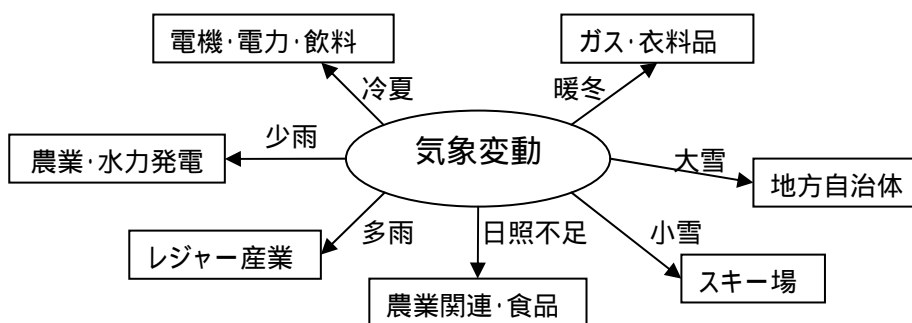 電機・電力・飲料
ガス・衣料品
冷夏
暖冬
少雨
気象変動
農業・水力発電
大雪
地方自治体
多雨
日照不足
小雪
レジャー産業
スキー場
農業関連・食品